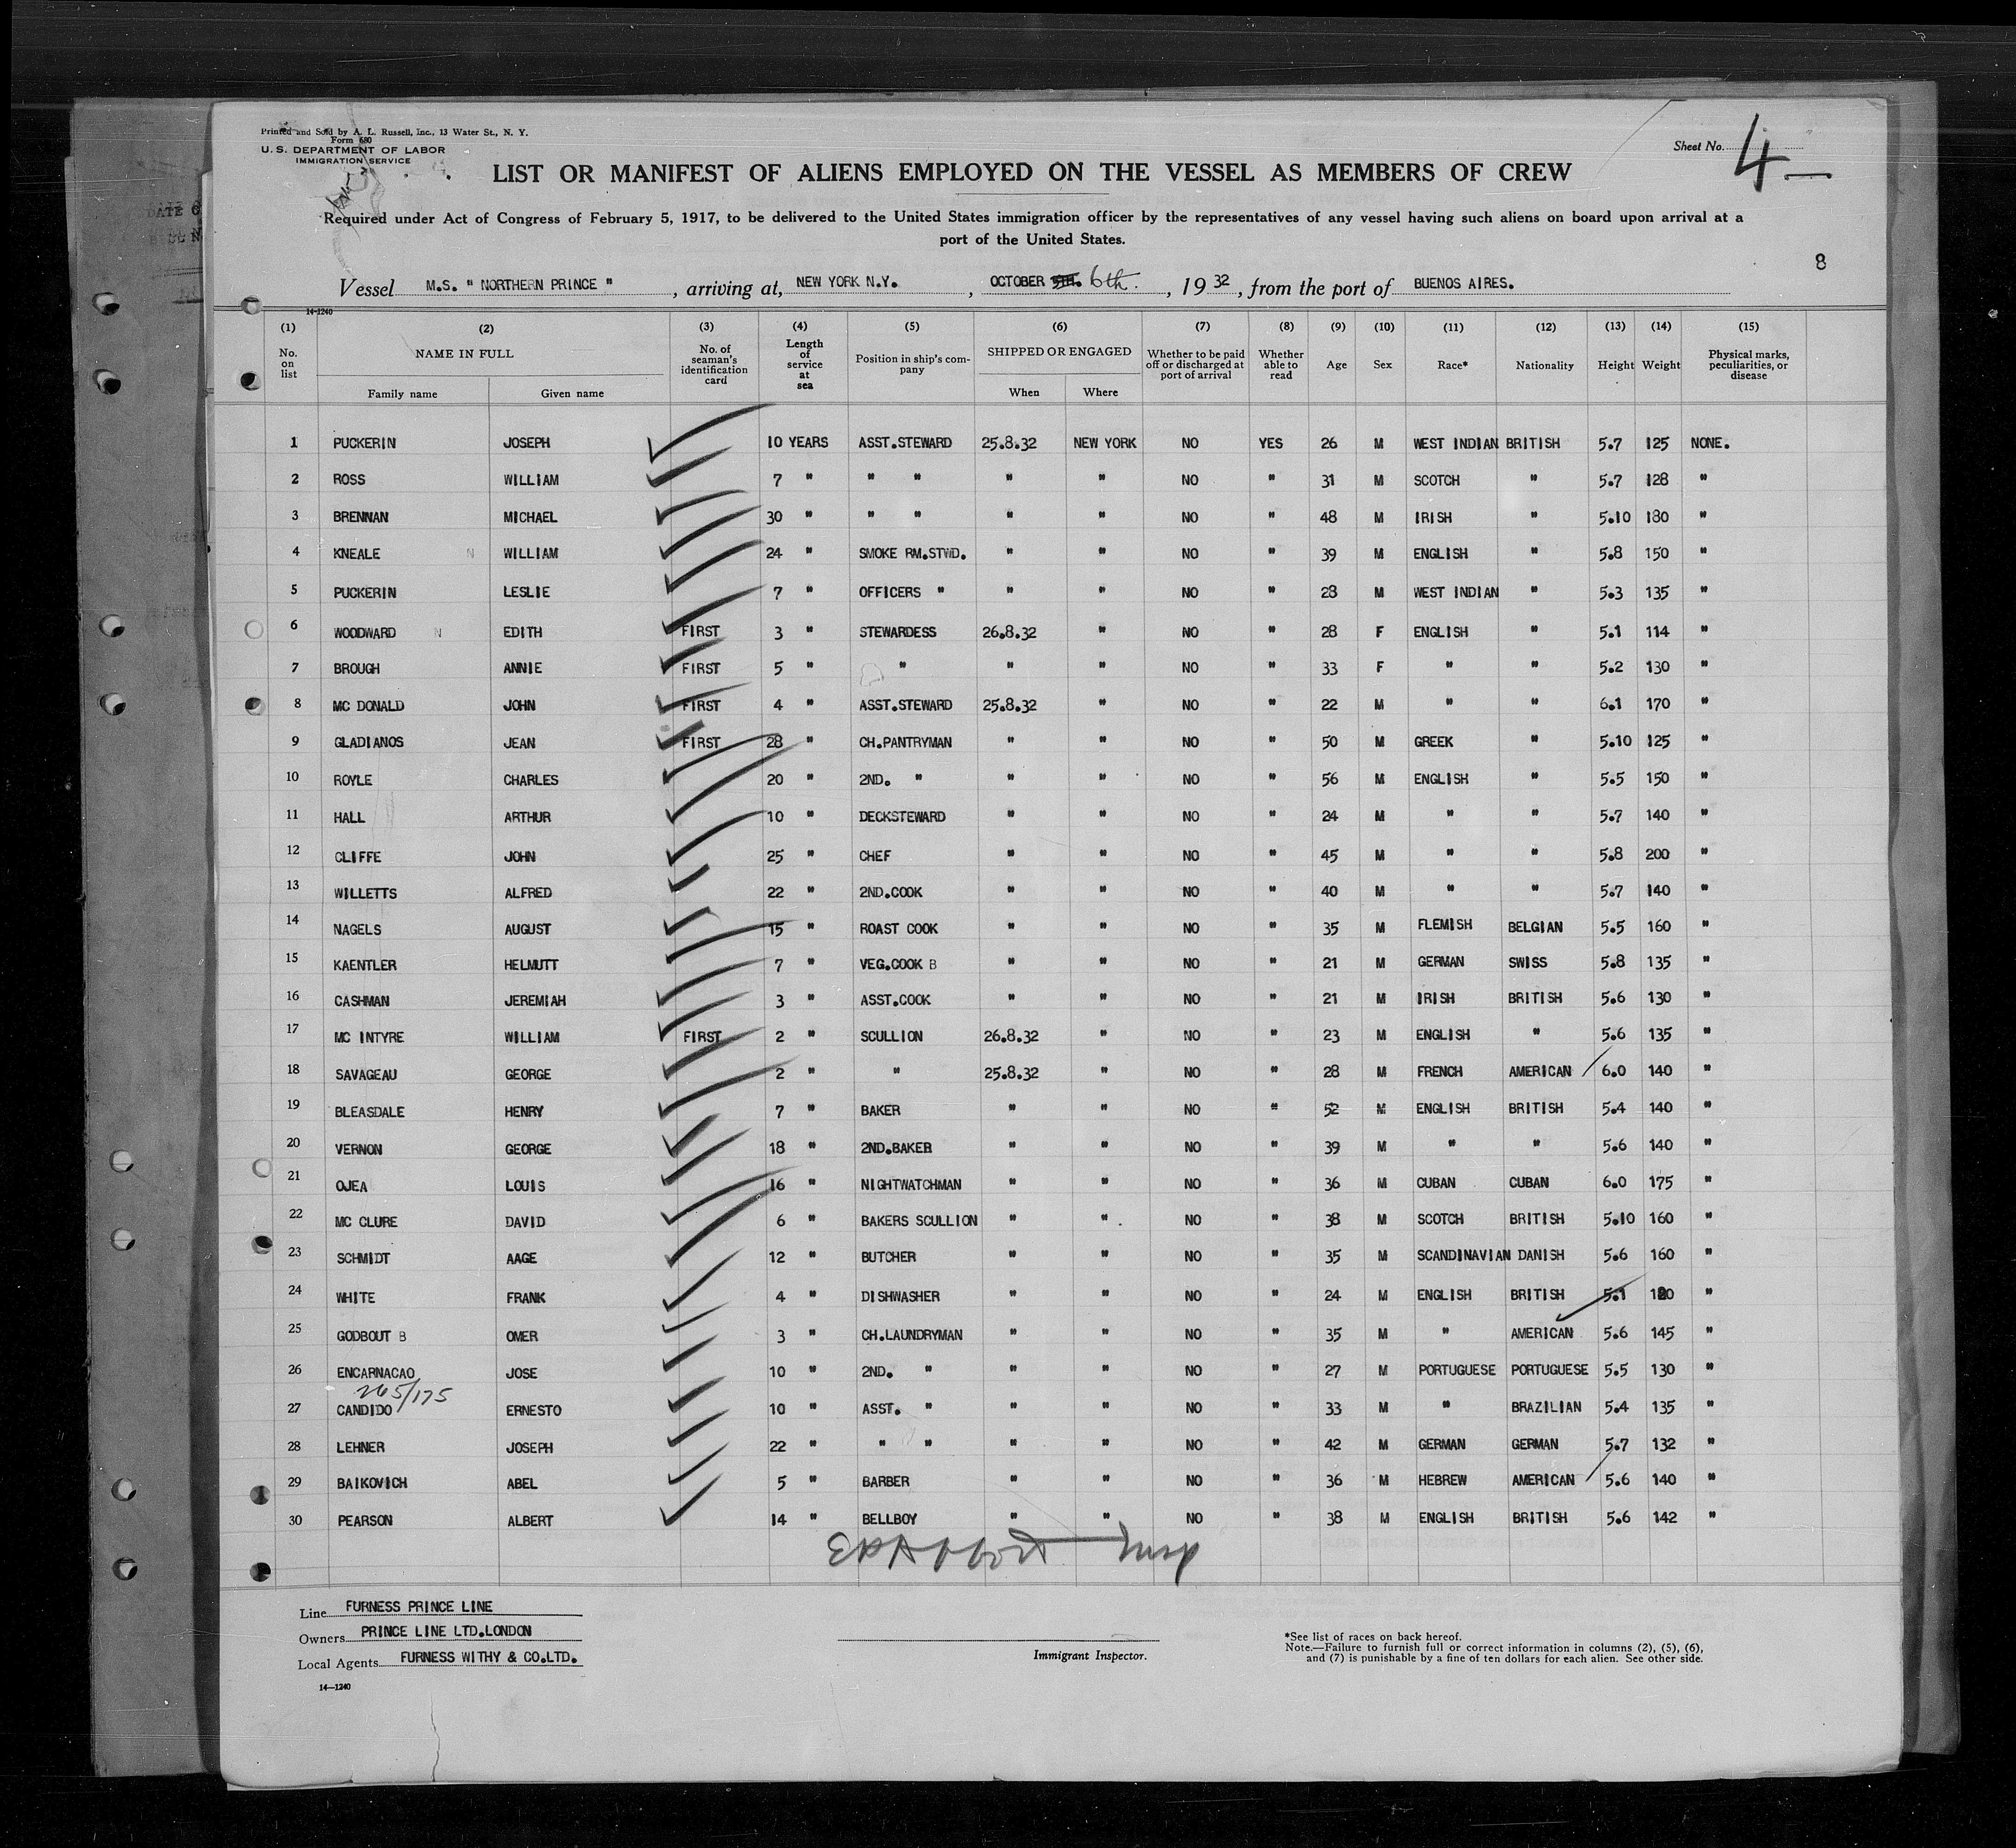 Printed and Sold by A. L. Russell, Inc., 13 Water St., N. Y.
Form 680
U. S. DEPARTMENT OF LABOR
IMMIGRATION SERVICE
Sheet No. 4
LIST OR MANIFEST OF ALIENS EMPLOYED ON THE VESSEL AS MEMBERS OF CREW
Required under Act of Congress of February 5, 1917, to be delivered to the United States immigration officer by the representatives of any vessel having such aliens on board upon arrival at a
port of the United States.
8
Vessel M.S. " NORTHERN PRINCE ", arriving at, NEW YORK N.Y., OCTOBER 6th., 1932, from the port of BUENOS AIRES.
14-1240
(1) (2) (3) (4) (5) (6) (7) (8) (9) (10) (11) (12) (13) (14) (15)
No. on list NAME IN FULL Family name Given name No. of seaman's identification card Length of service at sea Position in ship's company SHIPPED OR ENGAGED When Where Whether to be paid off or discharged at port of arrival Whether able to read Age Sex Race* Nationality Height Weight Physical marks, peculiarities, or disease
1 PUCKERIN JOSEPH 10 YEARS ASST.STEWARD 25.8.32 NEW YORK NO YES 26 M WEST INDIAN BRITISH 5.7 125 NONE.
2 ROSS WILLIAM 7 " " " " " NO " 31 M SCOTCH " 5.7 128 "
3 BRENNAN MICHAEL 30 " " " " " NO " 48 M IRISH " 5.10 180 "
4 KNEALE N WILLIAM 24 " SMOKE RM.STWD. " " NO " 39 M ENGLISH " 5.8 150 "
5 PUCKERIN LESLIE 7 " OFFICERS " " " NO " 28 M WEST INDIAN " 5.3 135 "
6 WOODWARD N EDITH FIRST 3 " STEWARDESS 26.8.32 " NO " 28 F ENGLISH " 5.1 114 "
7 BROUGH ANNIE FIRST 5 " " " " NO " 33 F " " 5.2 130 "
8 MC DONALD JOHN FIRST 4 " ASST.STEWARD 25.8.32 " NO " 22 M " " 6.1 170 "
9 GLADIANOS JEAN FIRST 28 " CH.PANTRYMAN " " NO " 50 M GREEK " 5.10 125 "
10 ROYLE CHARLES 20 " 2ND. " " " NO " 56 M ENGLISH " 5.5 150 "
11 HALL ARTHUR 10 " DECKSTEWARD " " NO " 24 M " " 5.7 140 "
12 CLIFFE JOHN 25 " CHEF " " NO " 45 M " " 5.8 200 "
13 WILLETTS ALFRED 22 " 2ND.COOK " " NO " 40 M " " 5.7 140 "
14 NAGELS AUGUST 15 " ROAST COOK " " NO " 35 M FLEMISH BELGIAN 5.5 160 "
15 KAENTLER HELMUTT 7 " VEG.COOK B " " NO " 21 M GERMAN SWISS 5.8 135 "
16 CASHMAN JEREMIAH 3 " ASST.COOK " " NO " 21 M IRISH BRITISH 5.6 130 "
17 MC INTYRE WILLIAM FIRST 2 " SCULLION 26.8.32 " NO " 23 M ENGLISH " 5.6 135 "
18 SAVAGEAU GEORGE 2 " " 25.8.32 " NO " 28 M FRENCH AMERICAN 6.0 140 "
19 BLEASDALE HENRY 7 " BAKER " " NO " 52 M ENGLISH BRITISH 5.4 140 "
20 VERNON GEORGE 18 " 2ND.BAKER " " NO " 39 M " " 5.6 140 "
21 OJEA LOUIS 16 " NIGHTWATCHMAN " " NO " 36 M CUBAN CUBAN 6.0 175 "
22 MC CLURE DAVID 6 " BAKERS SCULLION " " NO " 38 M SCOTCH BRITISH 5.10 160 "
23 SCHMIDT AAGE 12 " BUTCHER " " NO " 35 M SCANDINAVIAN DANISH 5.6 160 "
24 WHITE FRANK 4 " DISHWASHER " " NO " 24 M ENGLISH BRITISH 5.1 "
25 GODBOUT B OMER 3 " CH.LAUNDRYMAN " " NO " 35 M " AMERICAN 5.6 145 "
26 ENCARNACAO JOSE 10 " 2ND. " " " NO " 27 M PORTUGUESE PORTUGUESE 5.5 130 "
265/175
27 CANDIDO ERNESTO 10 " ASST. " " " NO " 33 M " BRAZILIAN 5.4 135 "
28 LEHNER JOSEPH 22 " " " " " NO " 42 M GERMAN GERMAN 5.7 132 "
29 BAIKOVICH ABEL 5 " BARBER " " NO " 36 M HEBREW AMERICAN 5.6 140 "
30 PEARSON ALBERT 14 " BELLBOY " " NO " 38 M ENGLISH BRITISH 5.6 142 "
Line FURNESS PRINCE LINE
Owners PRINCE LINE LTD.LONDON
Local Agents FURNESS WITHY & CO.LTD.
14—1240
Immigrant Inspector.
*See list of races on back hereof.
Note.—Failure to furnish full or correct information in columns (2), (5), (6),
and (7) is punishable by a fine of ten dollars for each alien. See other side.